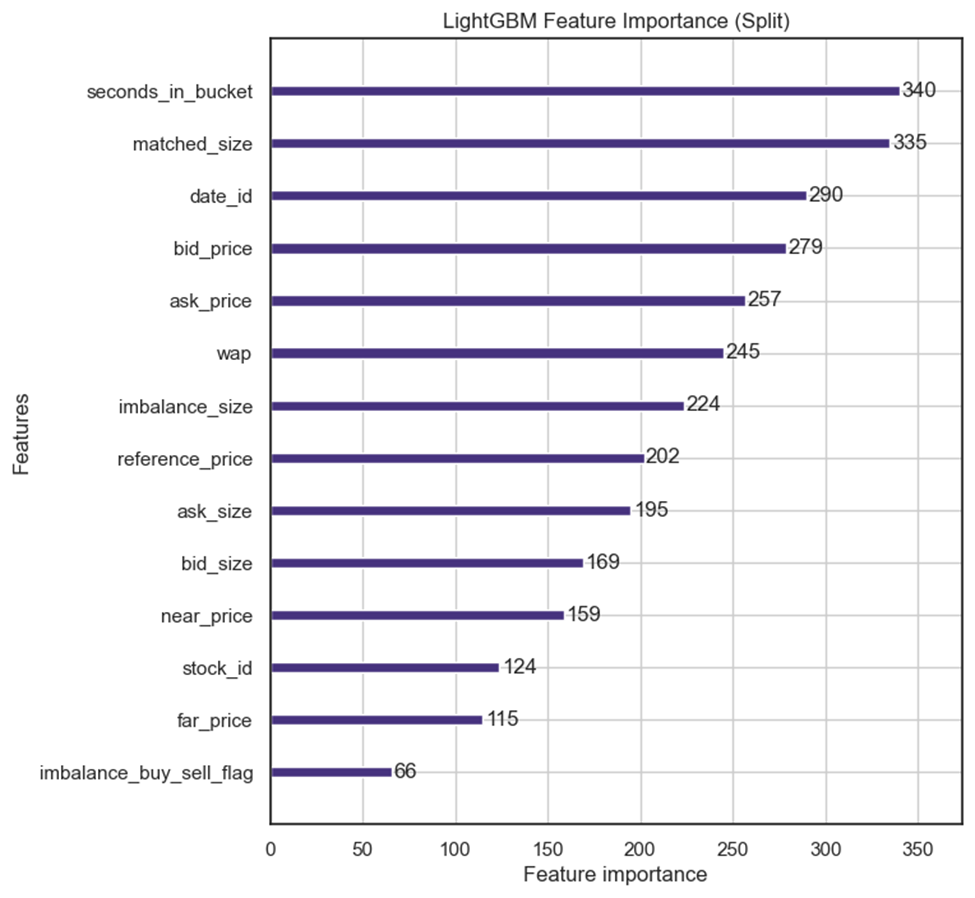 LightGBM Feature Importance (Split)
Features
seconds_in_bucket 340
matched_size 335
date_id 290
bid_price 279
ask_price 257
wap 245
imbalance_size 224
reference_price 202
ask_size 195
bid_size 169
near_price 159
stock_id 124
far_price 115
imbalance_buy_sell_flag 66
0 50 100 150 200 250 300 350
Feature importance